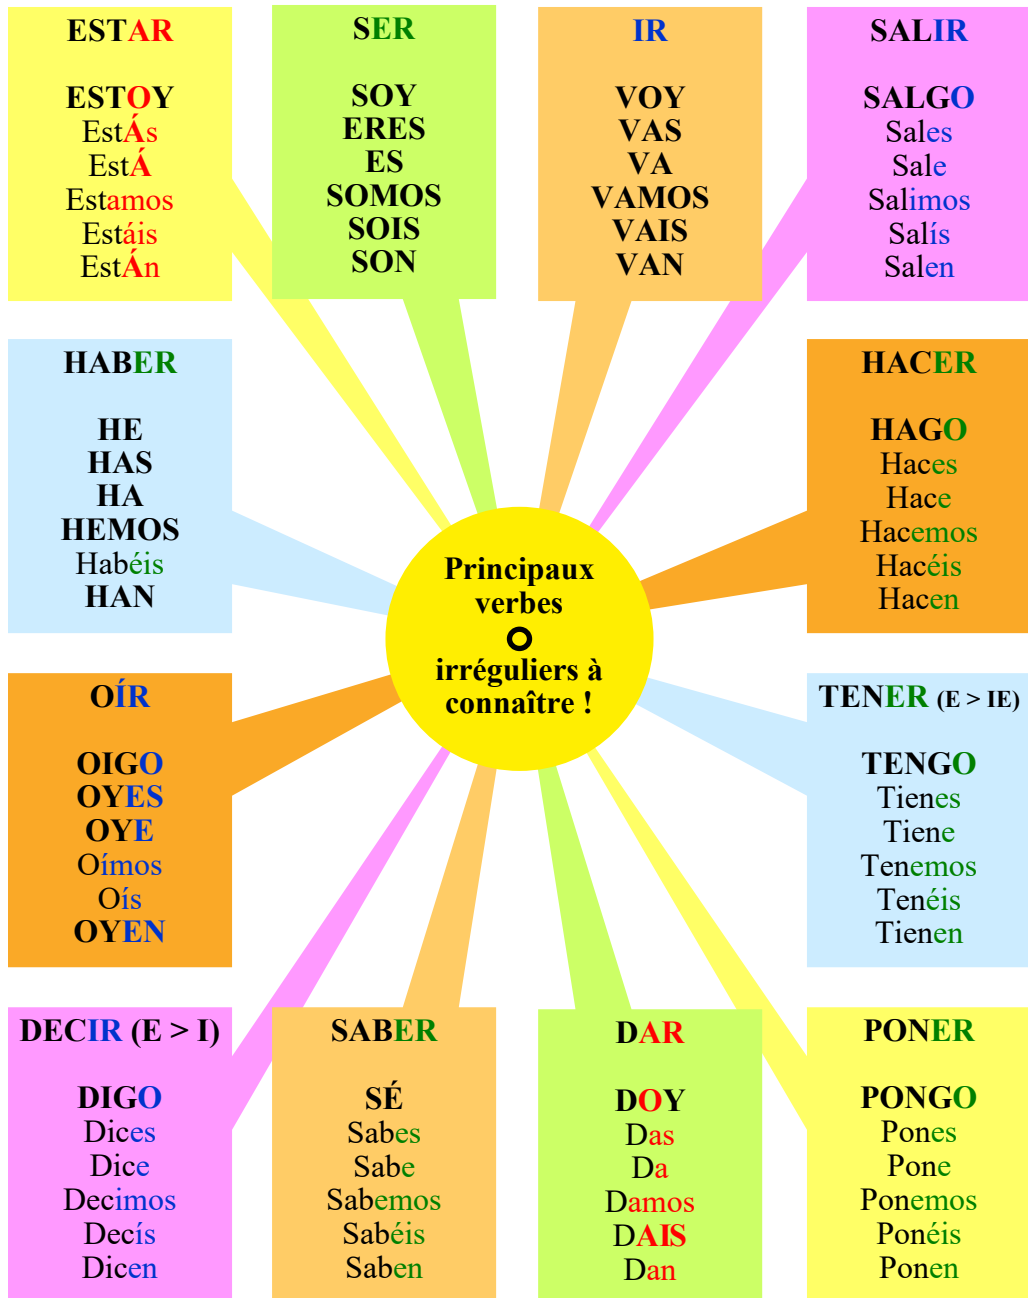 ESTAR
ESTOY
EstÁs
EstÁ
Estamos
Estáis
EstÁn
SER
SOY
ERES
ES
SOMOS
SOIS
SON
IR
VOY
VAS
VA
VAMOS
VAIS
VAN
SALIR
SALGO
Sales
Sale
Salimos
Salís
Salen
HABER
HE
HAS
HA
HEMOS
Habéis
HAN
Principaux
verbes
irréguliers à
connaître !
HACER
HAGO
Haces
Hace
Hacemos
Hacéis
Hacen
OÍR
OIGO
OYES
OYE
Oímos
Oís
OYEN
TENER (E > IE)
TENGO
Tienes
Tiene
Tenemos
Tenéis
Tienen
DECIR (E > I)
DIGO
Dices
Dice
Decimos
Decís
Dicen
SABER
SÉ
Sabes
Sabe
Sabemos
Sabéis
Saben
DAR
DOY
Das
Da
Damos
DAIS
Dan
PONER
PONGO
Pones
Pone
Ponemos
Ponéis
Ponen